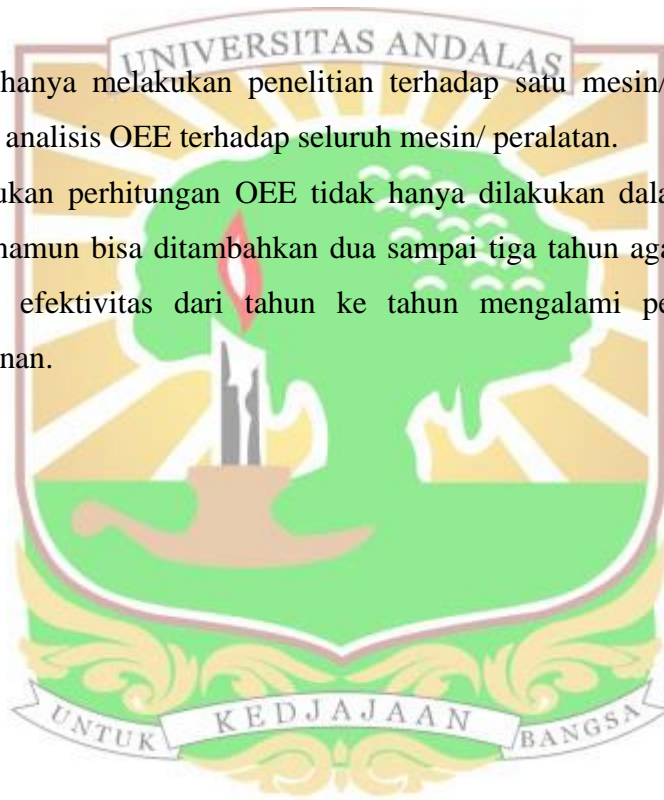 UNIVERSITAS ANDALAS
hanya melakukan penelitian terhadap satu mesin/
analisis OEE terhadap seluruh mesin/ peralatan.
ukan perhitungan OEE tidak hanya dilakukan dala
namun bisa ditambahkan dua sampai tiga tahun aga
efektivitas dari tahun ke tahun mengalami pe
nan.
UNTUK KEDJAJAAN BANGSA